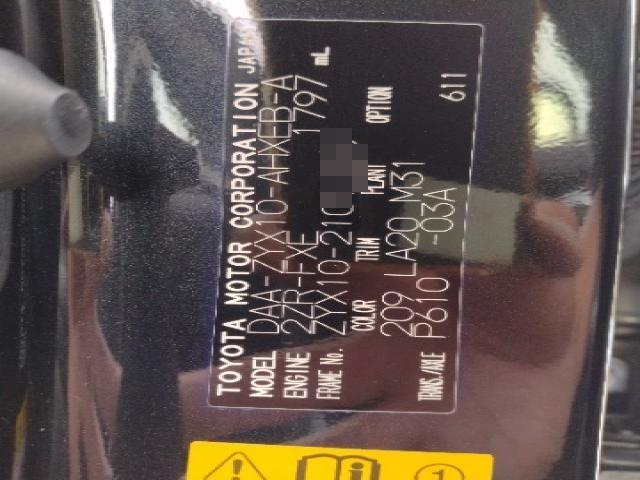 TOYOTA MOTOR CORPORATION JAPAN
MODEL DAA-ZYX10-AHXEB-A
ENGINE 2ZR-FXE 1797 mL
FRAME No. ZYX10-210
COLOR TRIM PLANT OPTION
209 LA20 M31
TRANS./AXLE P610 -03A
611